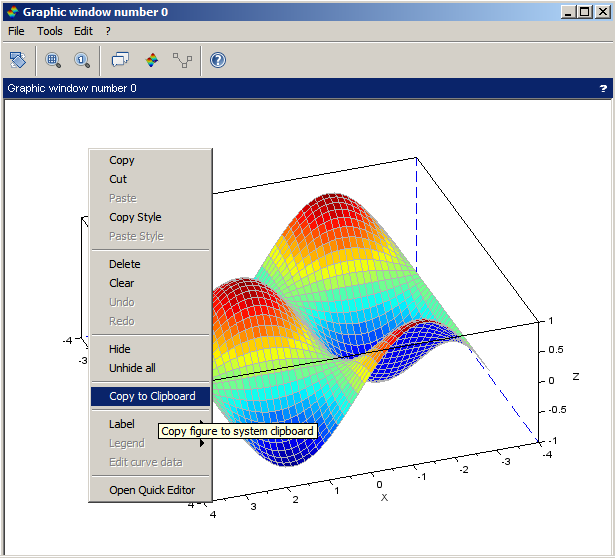 Graphic window number 0
File Tools Edit ?
Graphic window number 0 ?
Copy
Cut
Paste
Copy Style
Paste Style
Delete
Clear
Undo
Redo
Hide
Unhide all
Copy to Clipboard
Label
Copy figure to system clipboard
Legend
Edit curve data
Open Quick Editor
-4
-3
4
4
3
2
1
0
-1
-2
-3
-4
X
1
0.5
0
-0.5
-1
Z